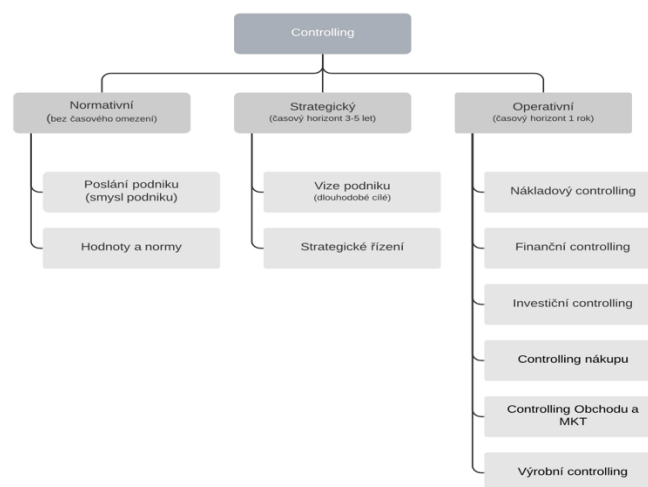 Controlling
Normativní
(bez časového omezení)
Poslání podniku
(smysl podniku)
Hodnoty a normy
Strategický
(časový horizont 3-5 let)
Vize podniku
(dlouhodobé cílé)
Strategické řízení
Operativní
(časový horizont 1 rok)
Nákladový controlling
Finanční controlling
Investiční controlling
Controlling nákupu
Controlling Obchodu a
MKT
Výrobní controlling